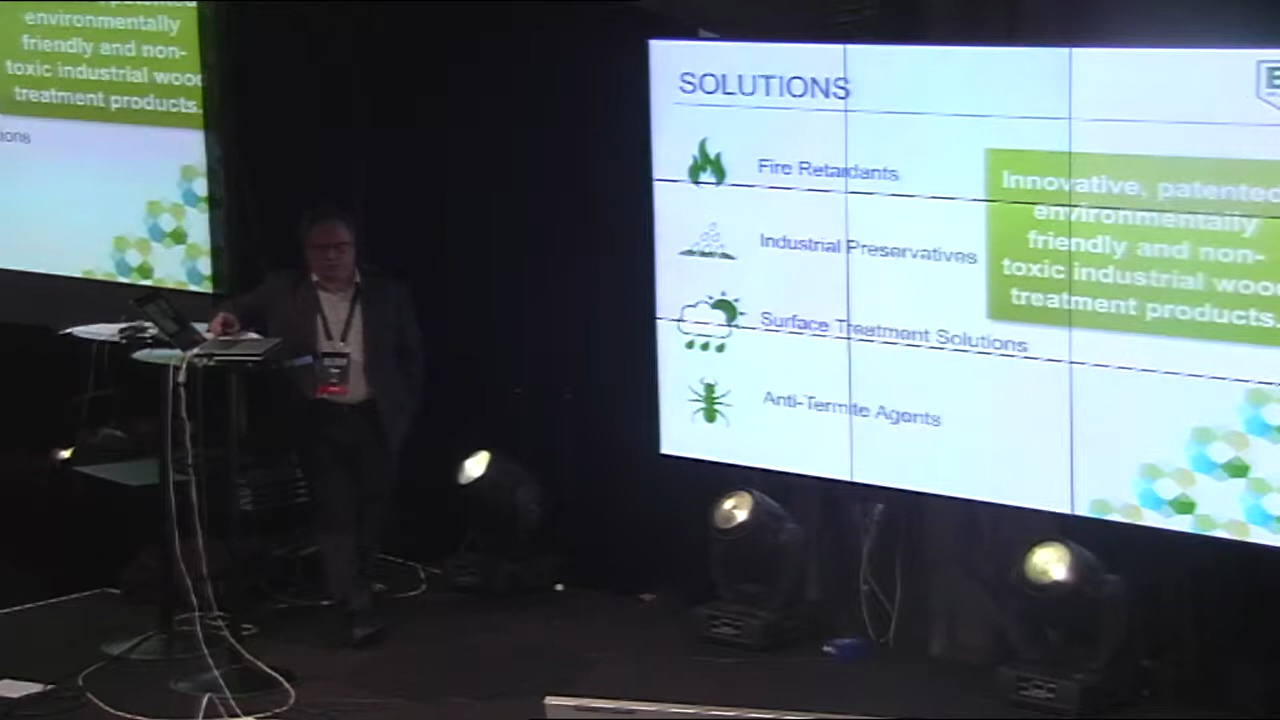 environmentally
friendly and non-
toxic industrial wood
treatment products.
ions
SOLUTIONS
Fire Retardants
Industrial Preservatives
Surface Treatment Solutions
Anti-Termite Agents
Innovative, patented
environmentally
friendly and non-
toxic industrial wood
treatment products.